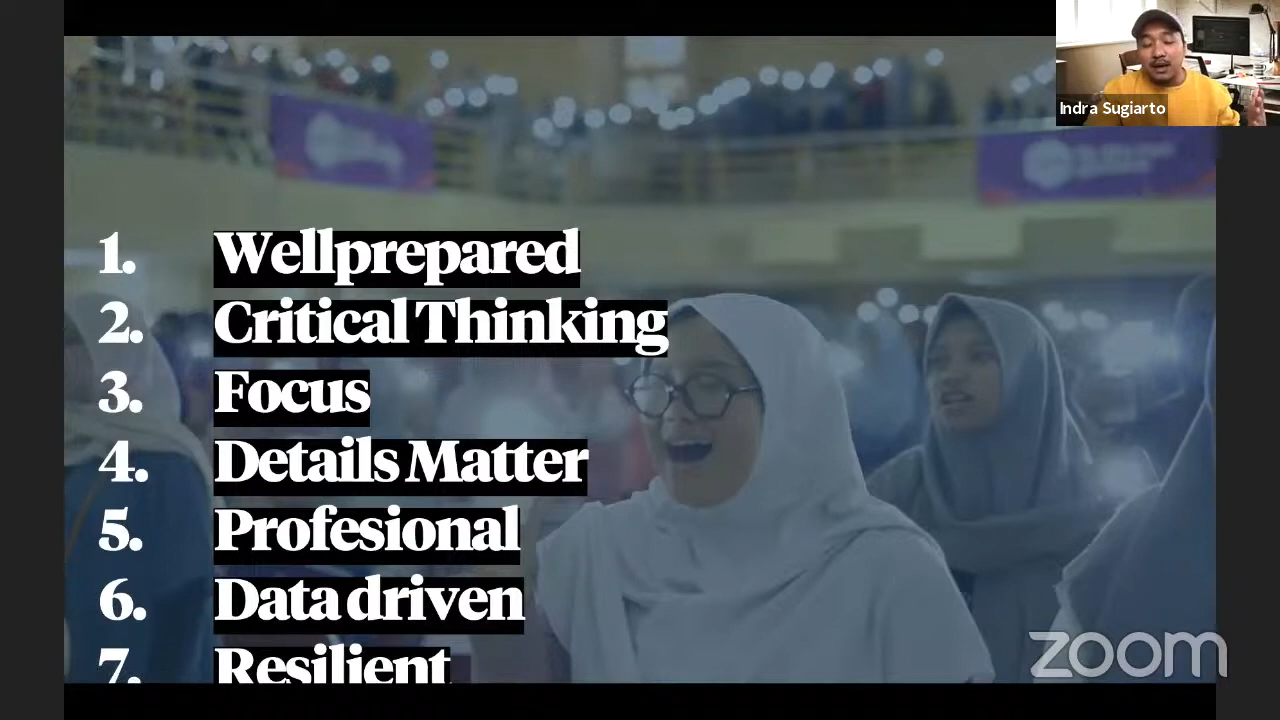 Indra Sugiarto
1. Wellprepared
2. Critical Thinking
3. Focus
4. Details Matter
5. Profesional
6. Data driven
7. Resilient
zoom